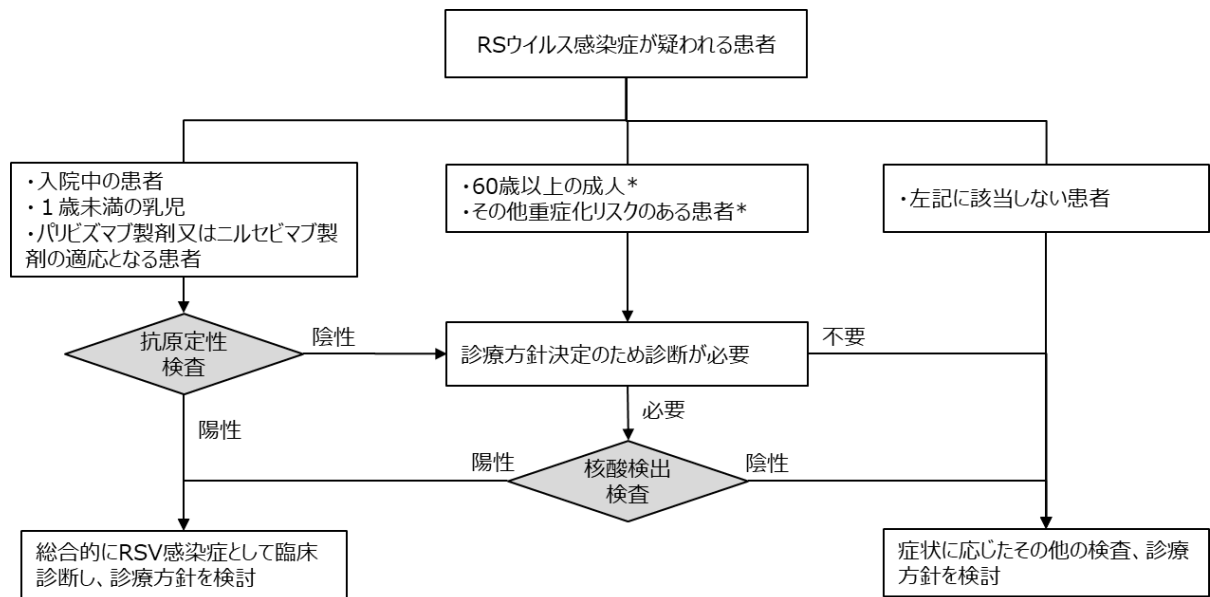 RSウイルス感染症が疑われる患者
・入院中の患者
・１歳未満の乳児
・パリビズマブ製剤又はニルセビマブ製
剤の適応となる患者
・60歳以上の成人*
・その他重症化リスクのある患者*
・左記に該当しない患者
抗原定性
検査
陰性
診療方針決定のため診断が必要
不要
陽性
必要
陽性
核酸検出
検査
陰性
総合的にRSV感染症として臨床
診断し、診療方針を検討
症状に応じたその他の検査、診療
方針を検討